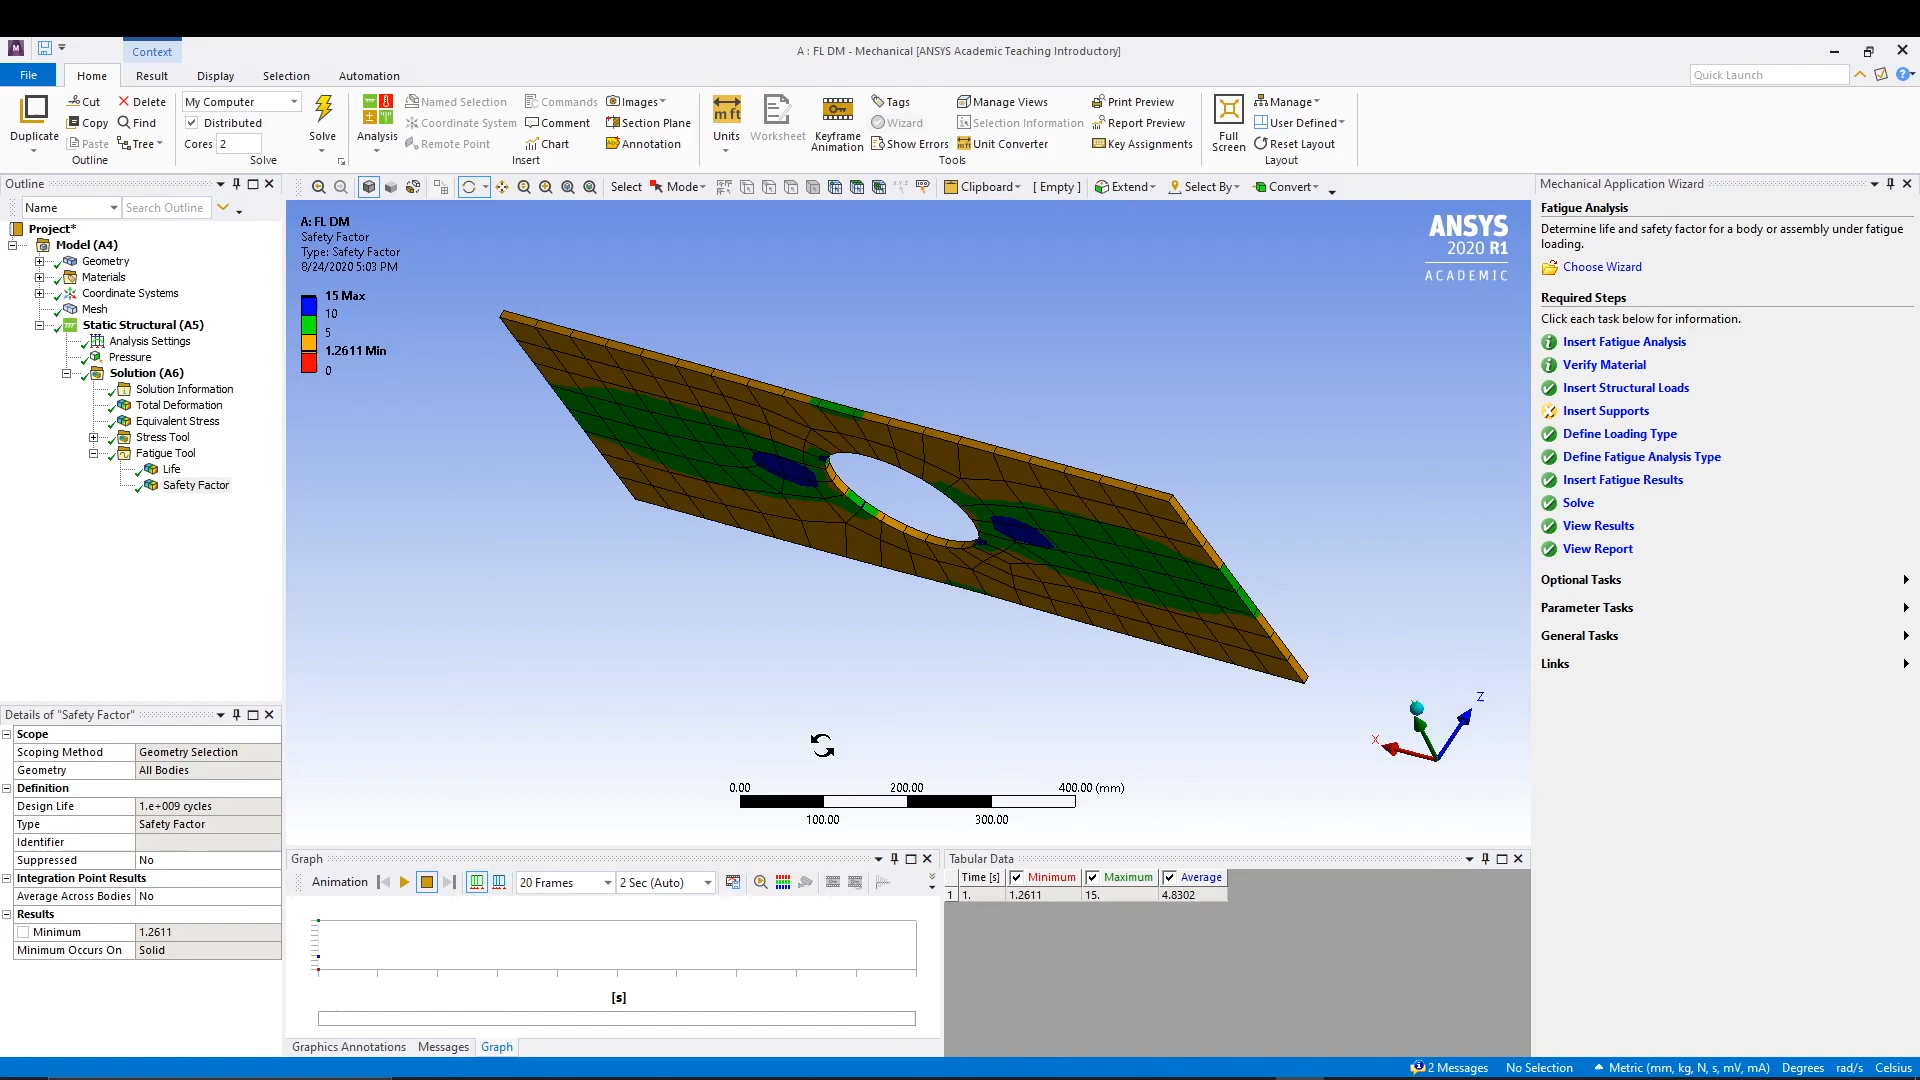 Context
A : FL DM - Mechanical [ANSYS Academic Teaching Introductory]
File
Home
Result
Display
Selection
Automation
Quick Launch
Duplicate
Cut
Delete
Copy
Find
Paste
Tree
Outline
My Computer
Distributed
Cores 2
Solve
Solve
Analysis
Named Selection
Commands
Images
Coordinate System
Comment
Section Plane
Remote Point
Chart
Annotation
Insert
Units
Worksheet
Keyframe
Animation
Tags
Wizard
Show Errors
Manage Views
Selection Information
Unit Converter
Print Preview
Report Preview
Key Assignments
Tools
Full
Screen
Manage
User Defined
Reset Layout
Layout
Outline
Name
Search Outline
Project*
Model (A4)
Geometry
Materials
Coordinate Systems
Mesh
Static Structural (A5)
Analysis Settings
Pressure
Solution (A6)
Solution Information
Total Deformation
Equivalent Stress
Stress Tool
Fatigue Tool
Life
Safety Factor
Select
Mode
Clipboard
[ Empty ]
Extend
Select By
Convert
A: FL DM
Safety Factor
Type: Safety Factor
8/24/2020 5:03 PM
15 Max
10
5
1.2611 Min
0
ANSYS
2020 R1
ACADEMIC
Z
Y
X
0.00 200.00 400.00 (mm)
100.00 300.00
Mechanical Application Wizard
Fatigue Analysis
Determine life and safety factor for a body or assembly under fatigue
loading.
Choose Wizard
Required Steps
Click each task below for information.
Insert Fatigue Analysis
Verify Material
Insert Structural Loads
Insert Supports
Define Loading Type
Define Fatigue Analysis Type
Insert Fatigue Results
Solve
View Results
View Report
Optional Tasks
Parameter Tasks
General Tasks
Links
Details of "Safety Factor"
Scope
Scoping Method Geometry Selection
Geometry All Bodies
Definition
Design Life 1.e+009 cycles
Type Safety Factor
Identifier
Suppressed No
Integration Point Results
Average Across Bodies No
Results
Minimum 1.2611
Minimum Occurs On Solid
Graph
Animation
20 Frames
2 Sec (Auto)
[s]
Graphics Annotations
Messages
Graph
Tabular Data
Time [s] Minimum Maximum Average
1 1. 1.2611 15. 4.8302
2 Messages
No Selection
Metric (mm, kg, N, s, mV, mA)
Degrees
rad/s
Celsius